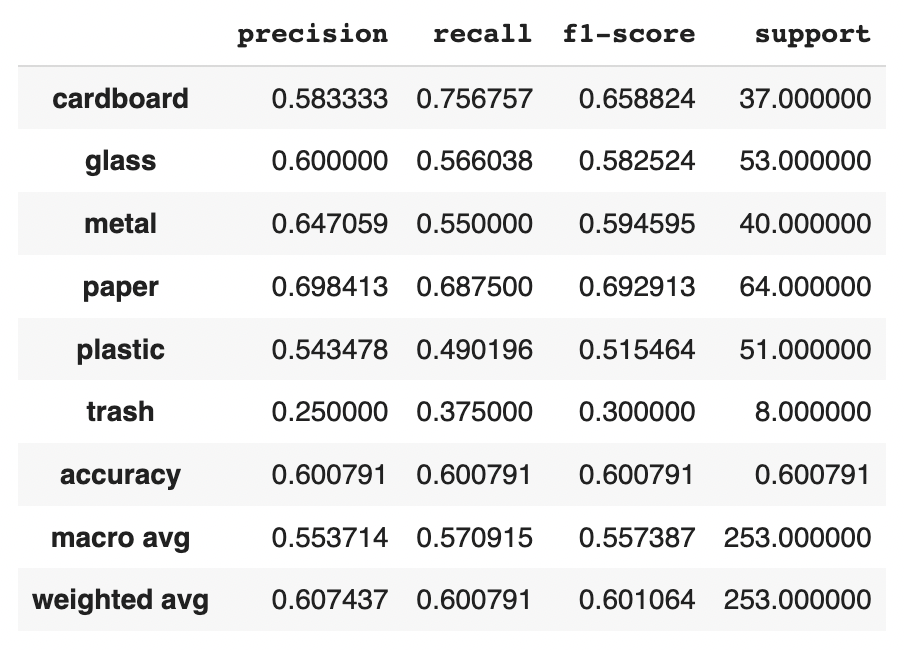 precision recall f1-score support
cardboard 0.583333 0.756757 0.658824 37.000000
glass 0.600000 0.566038 0.582524 53.000000
metal 0.647059 0.550000 0.594595 40.000000
paper 0.698413 0.687500 0.692913 64.000000
plastic 0.543478 0.490196 0.515464 51.000000
trash 0.250000 0.375000 0.300000 8.000000
accuracy 0.600791 0.600791 0.600791 0.600791
macro avg 0.553714 0.570915 0.557387 253.000000
weighted avg 0.607437 0.600791 0.601064 253.000000